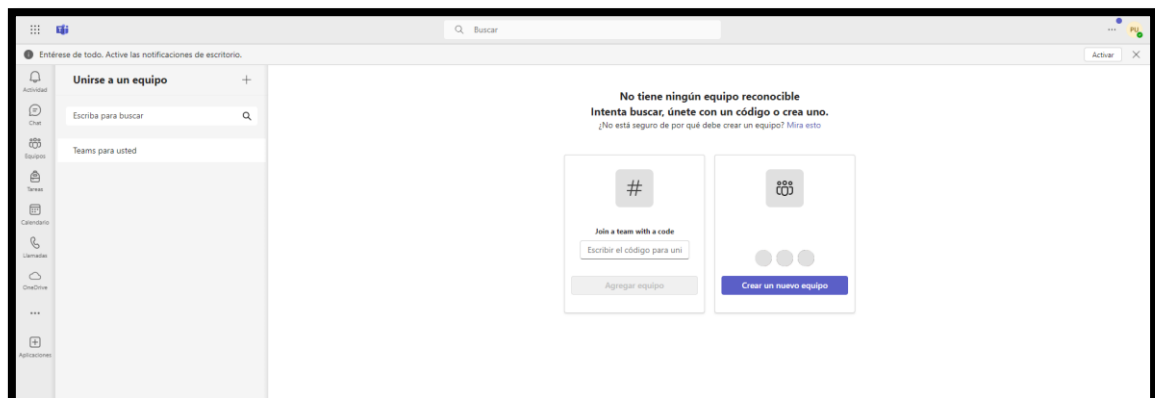 Buscar
PU
Entérese de todo. Active las notificaciones de escritorio.
Activar
Actividad
Chat
Equipos
Tareas
Calendario
Llamadas
OneDrive
Aplicaciones
Unirse a un equipo
Escriba para buscar
Teams para usted
No tiene ningún equipo reconocible
Intenta buscar, únete con un código o crea uno.
¿No está seguro de por qué debe crear un equipo? Mira esto
Join a team with a code
Escribir el código para uni
Agregar equipo
Crear un nuevo equipo